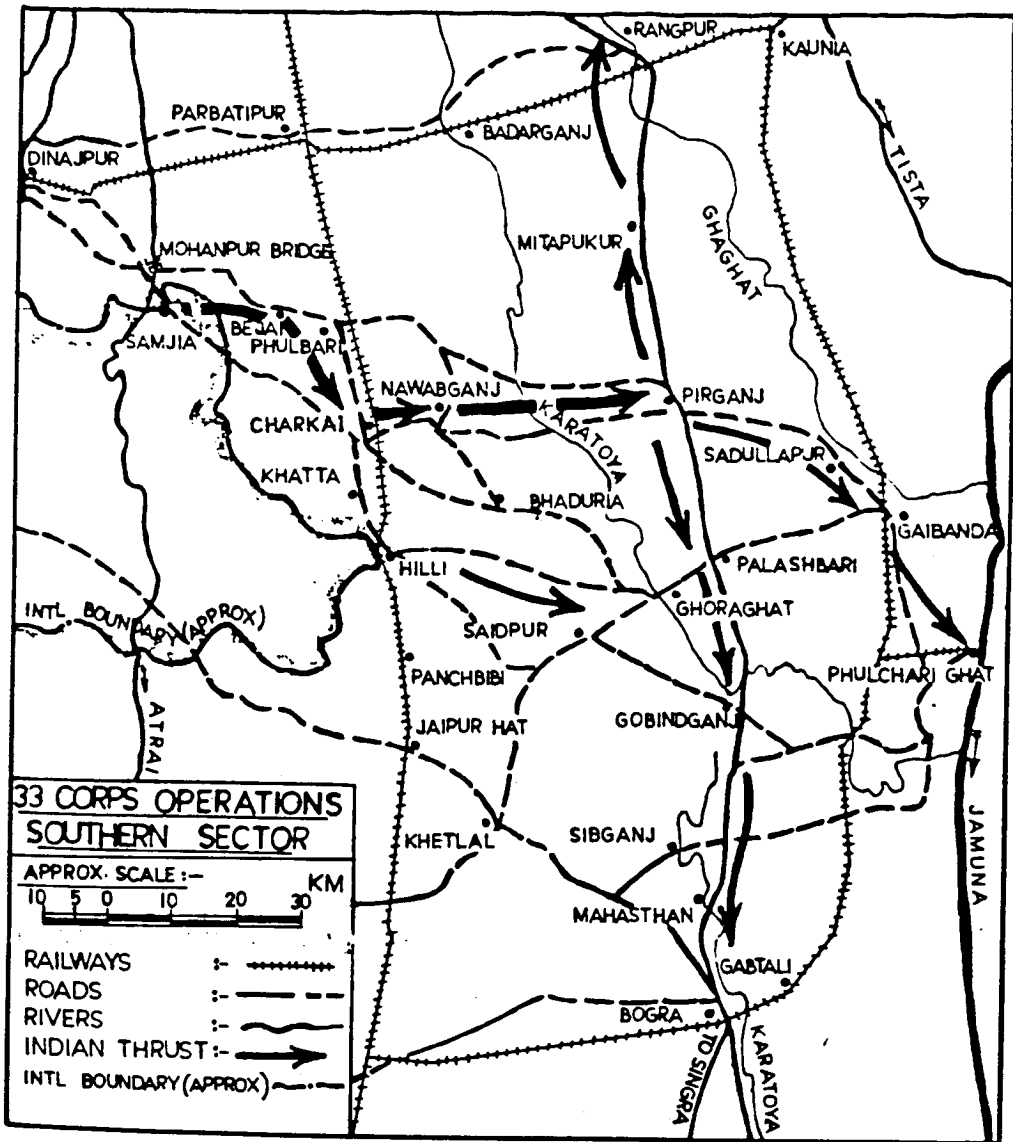 RANGPUR
KAUNIA
PARBATIPUR
BADARGANJ
DINAJPUR
TISTA
GHAGHAT
MITAPUKUR
MOHANPUR BRIDGE
SAMJIA
BEJAI
PHULBARI
NAWABGANJ
PIRGANJ
KARATOYA
CHARKAI
SADULLAPUR
KHATTA
BHADURIA
GAIBANDA
HILLI
PALASHBARI
GHORAGHAT
INTL BOUNDARY (APPROX)
SAIDPUR
PANCHBIBI
PHULCHARI GHAT
GOBINDGANJ
ATRAI
JAIPUR HAT
JAMUNA
KHETLAL
SIBGANJ
MAHASTHAN
GABTALI
BOGRA
TO SINGRA
KARATOYA
33 CORPS OPERATIONS
SOUTHERN SECTOR
APPROX. SCALE :- KM
10 5 0 10 20 30
RAILWAYS :-
ROADS :-
RIVERS :-
INDIAN THRUST :-
INTL BOUNDARY (APPROX)